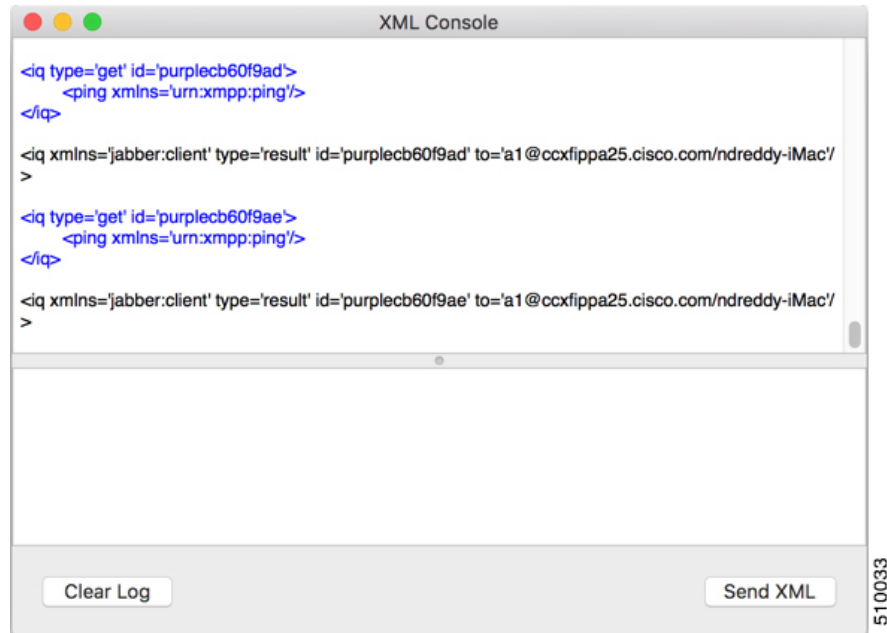 XML Console
<iq type='get' id='purplecb60f9ad'>
<ping xmlns='urn:xmpp:ping'/>
</iq>
<iq xmlns='jabber:client' type='result' id='purplecb60f9ad' to='a1@ccxfippa25.cisco.com/ndreddy-iMac'/
>
<iq type='get' id='purplecb60f9ae'>
<ping xmlns='urn:xmpp:ping'/>
</iq>
<iq xmlns='jabber:client' type='result' id='purplecb60f9ae' to='a1@ccxfippa25.cisco.com/ndreddy-iMac'/
>
Clear Log
Send XML
510033